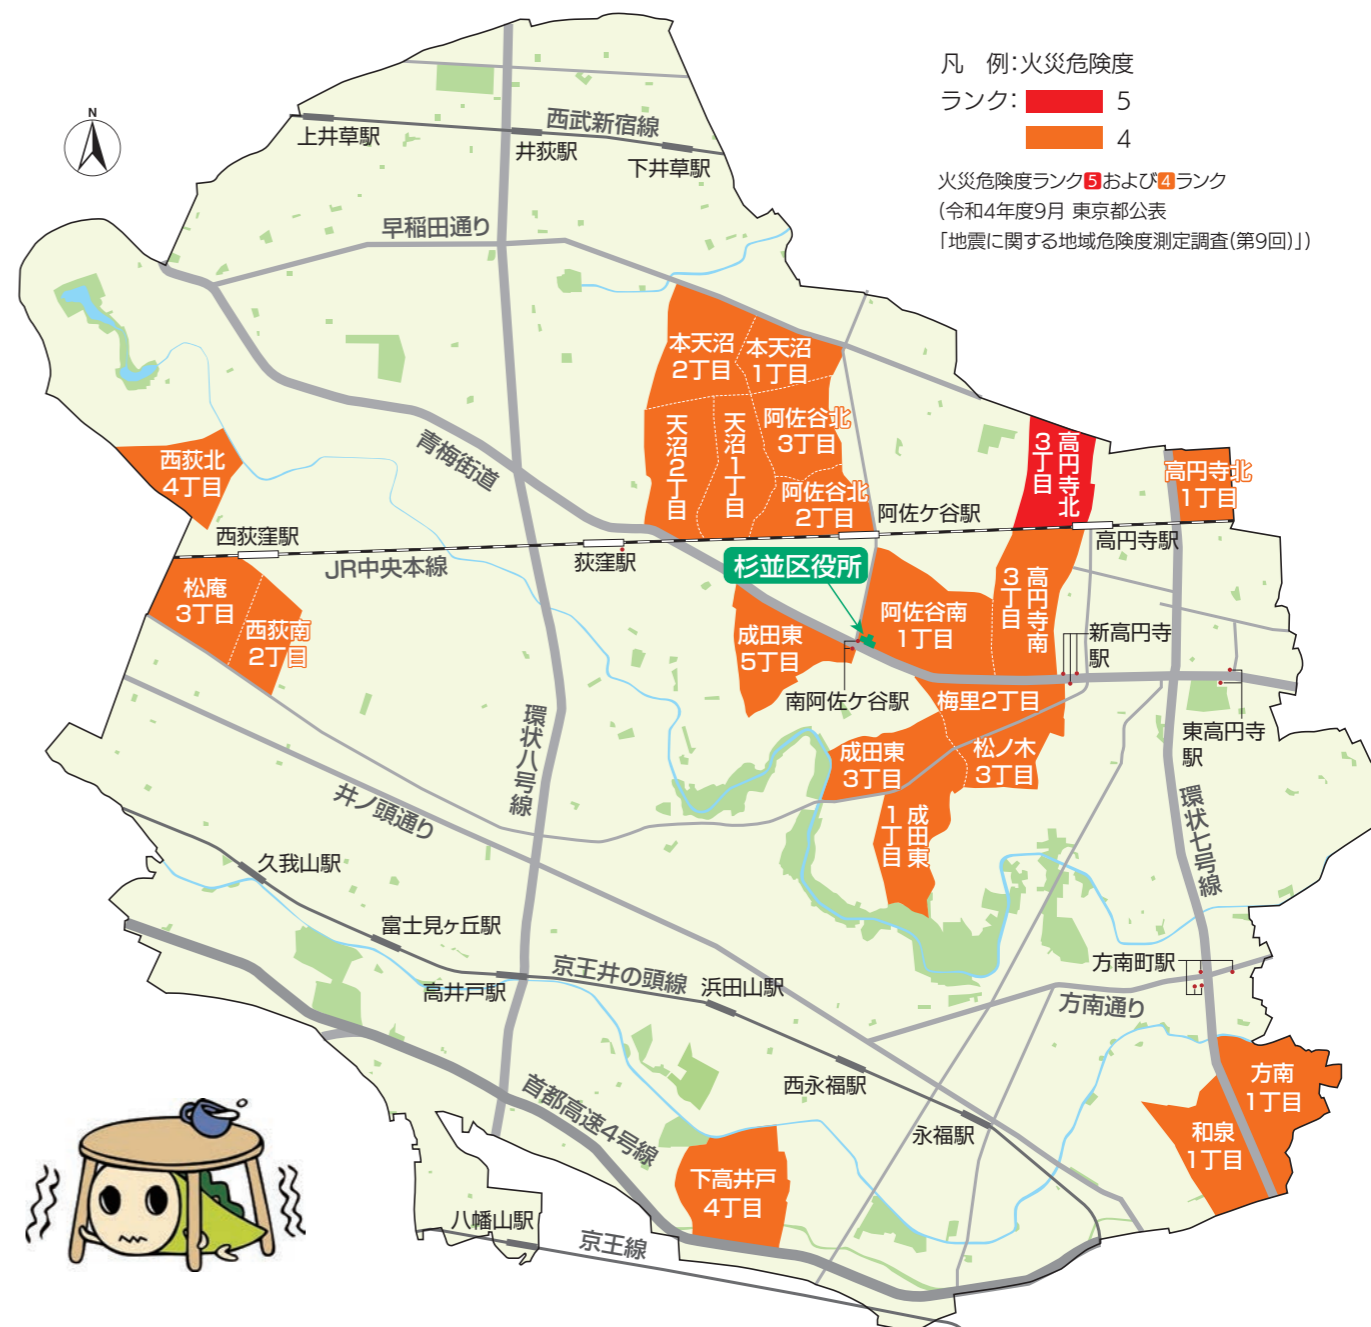 凡　例：火災危険度
ランク：　5
4
火災危険度ランク5および4ランク
(令和4年度9月 東京都公表
「地震に関する地域危険度測定調査(第9回)」)
N
上井草駅
井荻駅
西武新宿線
下井草駅
早稲田通り
本天沼
2丁目
本天沼
1丁目
天沼2丁目
天沼1丁目
阿佐谷北
3丁目
阿佐谷北
2丁目
青梅街道
高円寺北
3丁目
高円寺北
1丁目
西荻北
4丁目
西荻窪駅
JR中央本線
荻窪駅
阿佐ケ谷駅
高円寺駅
杉並区役所
松庵
3丁目
西荻南
2丁目
成田東
5丁目
阿佐谷南
1丁目
高円寺南
3丁目
新高円寺
駅
南阿佐ケ谷駅
梅里2丁目
東高円寺
駅
成田東
3丁目
松ノ木
3丁目
成田東
1丁目
環状八号線
環状七号線
井ノ頭通り
久我山駅
富士見ヶ丘駅
高井戸駅
京王井の頭線
浜田山駅
方南町駅
方南通り
西永福駅
永福駅
方南
1丁目
和泉
1丁目
首都高速4号線
下高井戸
4丁目
八幡山駅
京王線